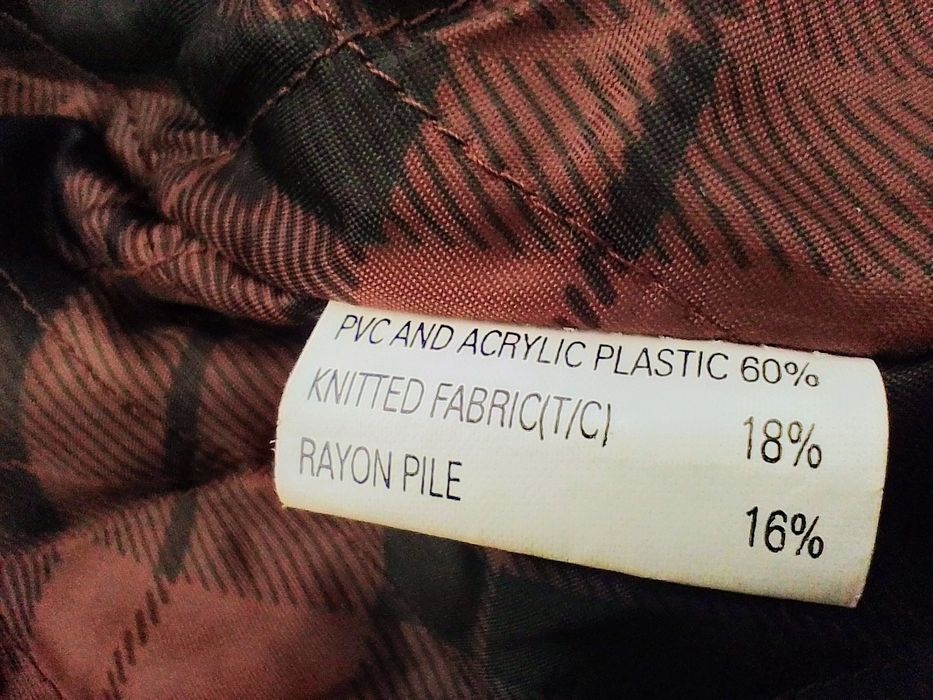 PVC AND ACRYLIC PLASTIC 60%
KNITTED FABRIC(T/C) 18%
RAYON PILE 16%